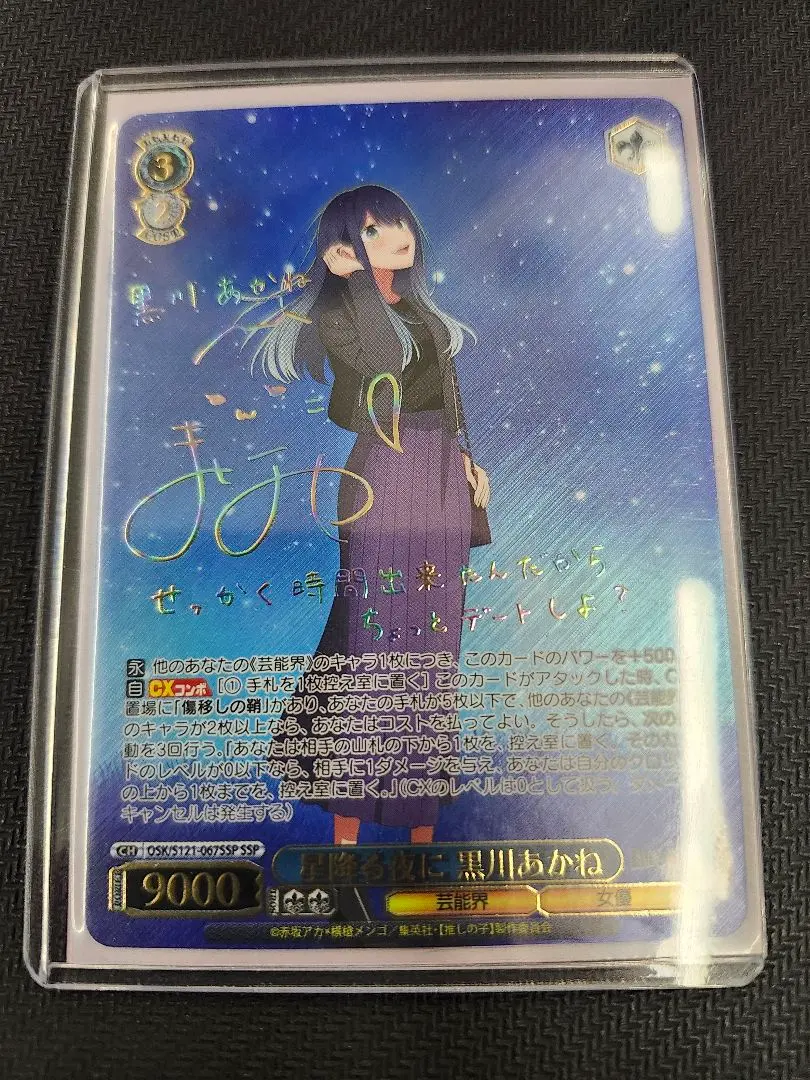 3
2
COST
黒川あかね
せっかく時間出来たんだから
ちょっとデートしよ？
永 他のあなたの《芸能界》のキャラ1枚につき、このカードのパワーを＋500
自 CXコンボ [① 手札を1枚控え室に置く] このカードがアタックした時、C
置場に「傷移しの鞘」があり、あなたの手札が5枚以下で、他のあなたの《芸能
のキャラが2枚以上なら、あなたはコストを払ってよい。そうしたら、次の
動を3回行う。「あなたは相手の山札の下から1枚を、控え室に置く。そのカ
ドのレベルが0以下なら、相手に1ダメージを与え、あなたは自分のクロ
の上から1枚までを、控え室に置く。」（CXのレベルは0として扱う。ダメー
キャンセルは発生する）
CH OSK/S121-067SSP SSP
星降る夜に 黒川あかね
9000
芸能界 女優
©赤坂アカ×横槍メンゴ／集英社・【推しの子】製作委員会